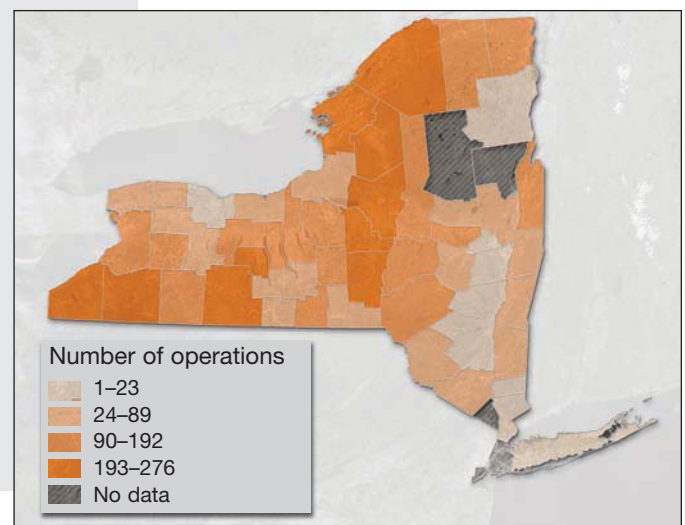 Number of operations
1–23
24–89
90–192
193–276
No data